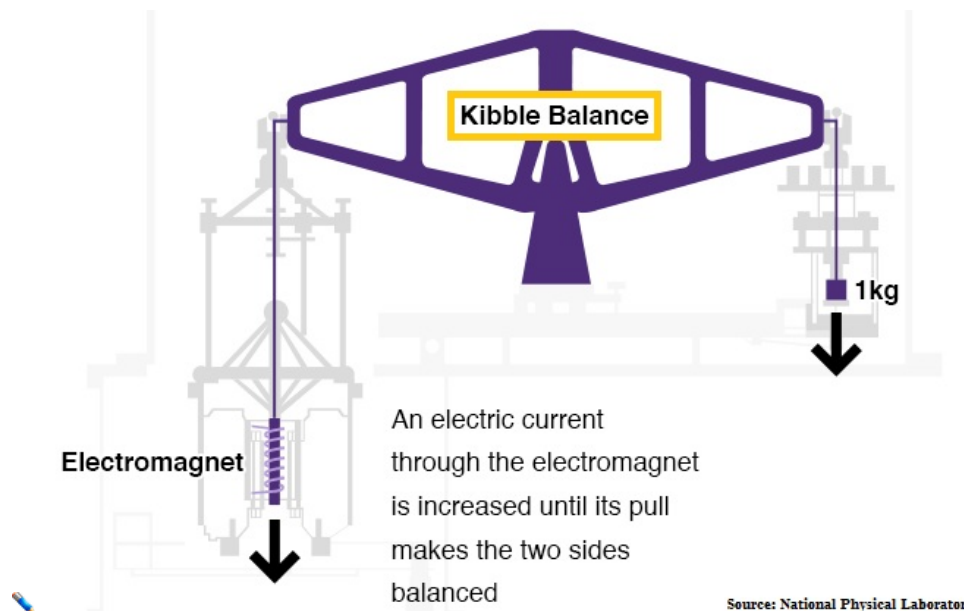 Kibble Balance
1kg
Electromagnet
An electric current
through the electromagnet
is increased until its pull
makes the two sides
balanced
Source: National Physical Laborator